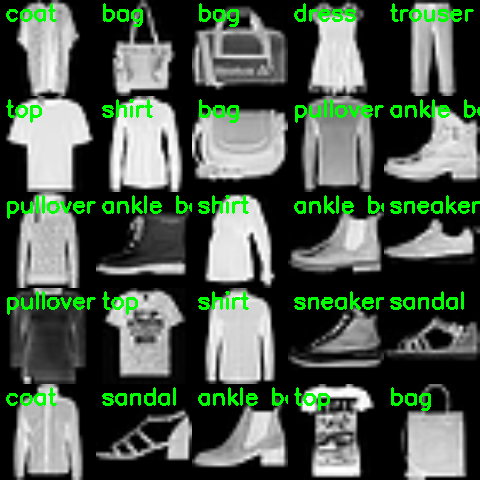 coat bag bag dress trouser
top shirt bag pullover ankle b
pullover ankle b shirt ankle b sneaker
pullover top shirt sneaker sandal
coat sandal ankle b top bag